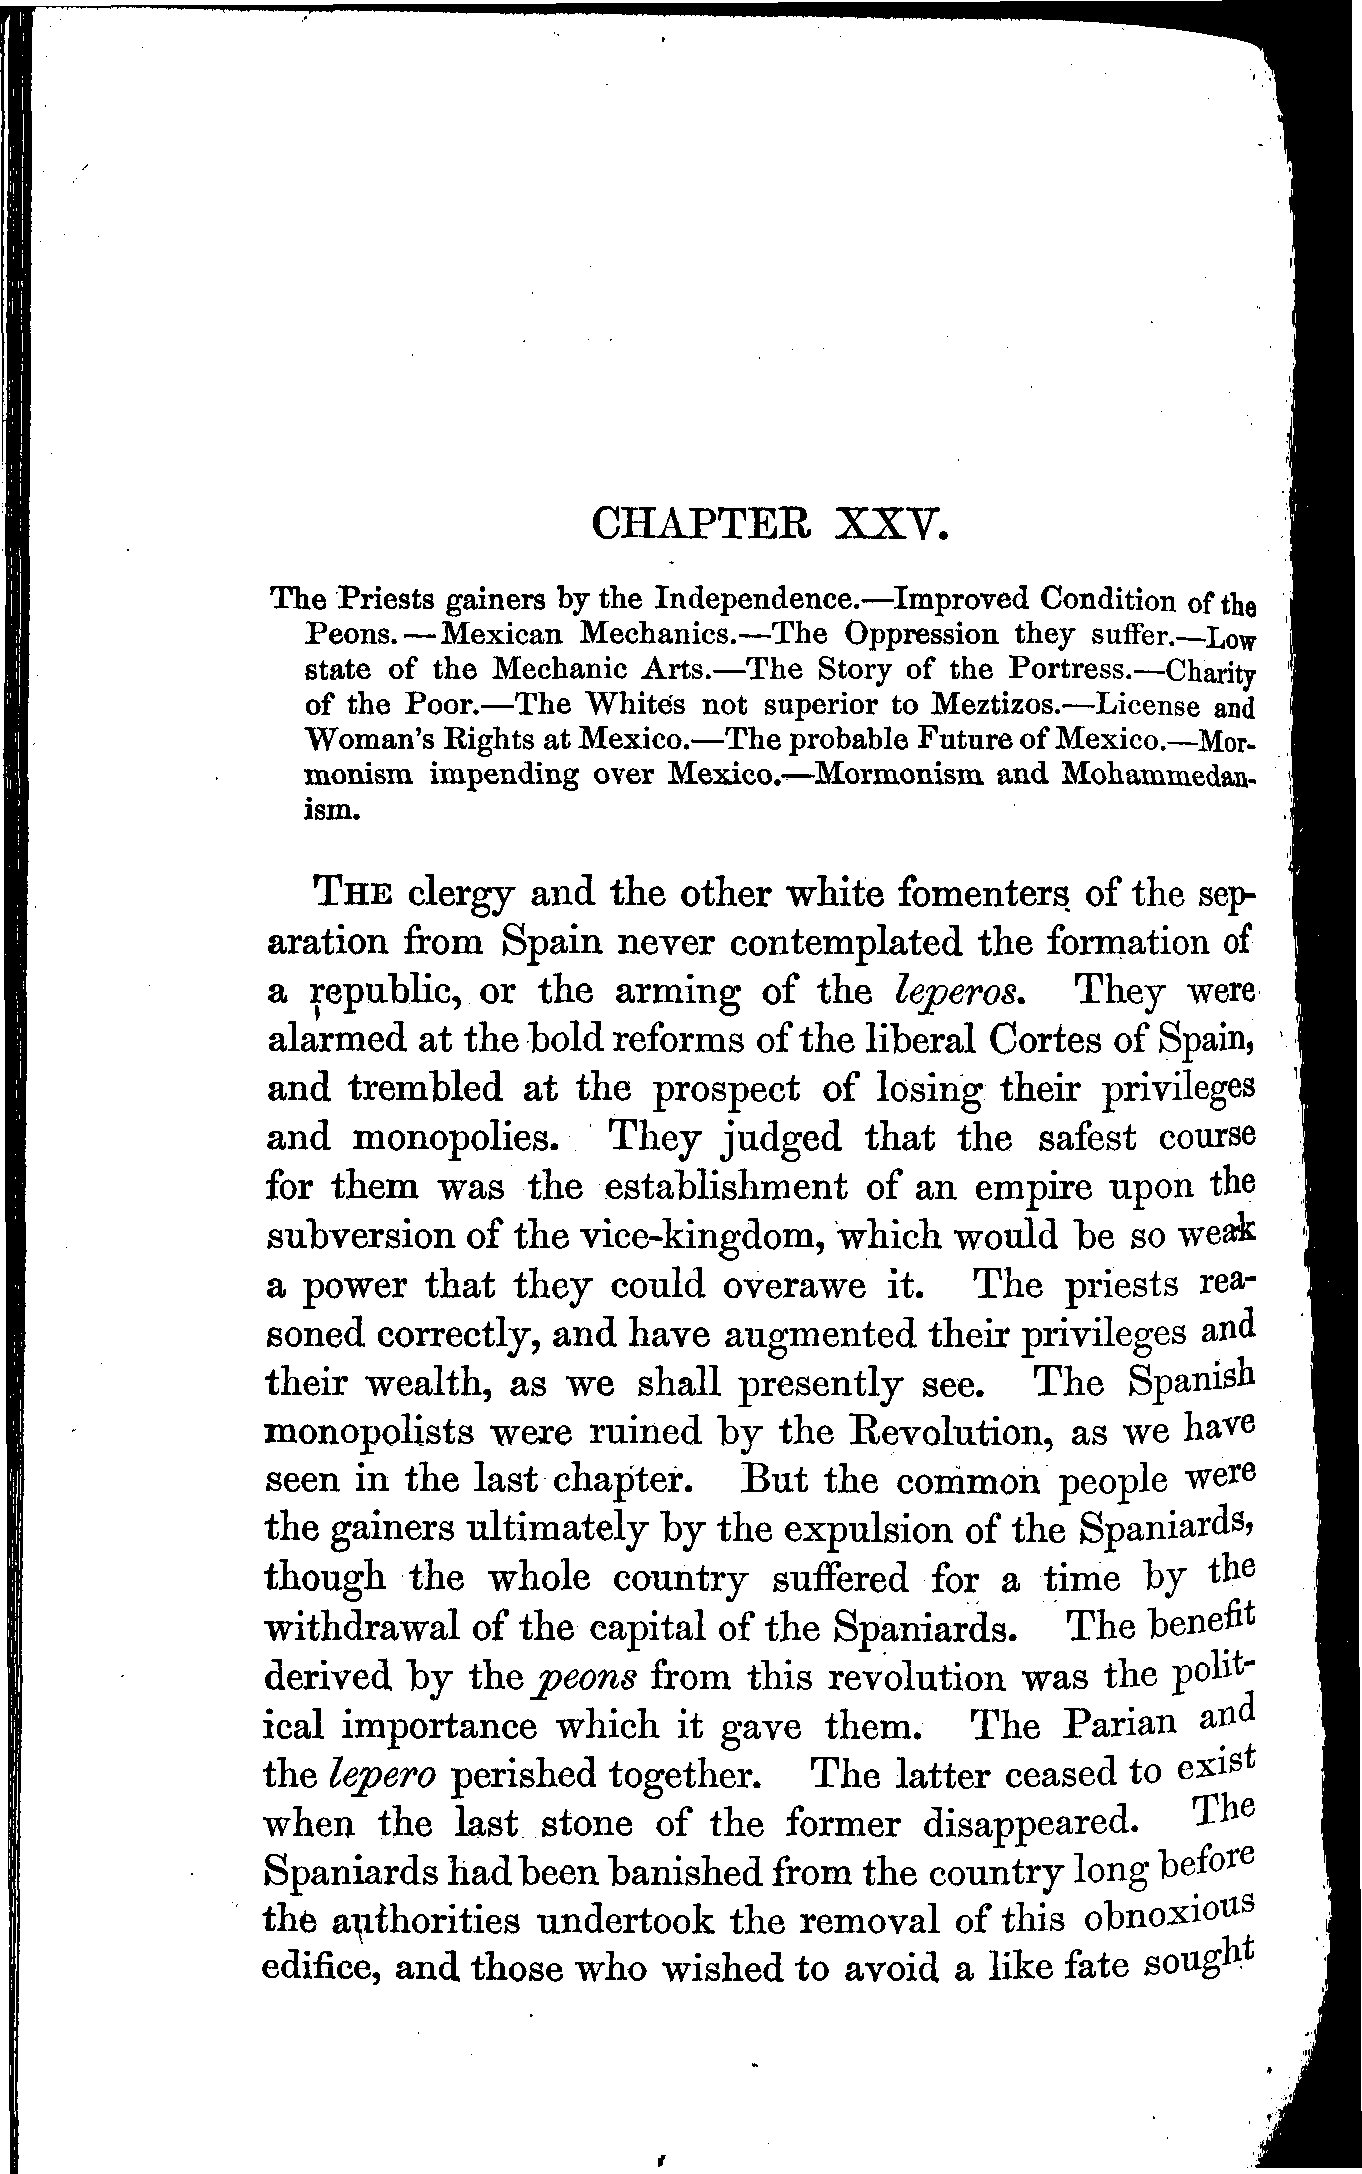 CHAPTER XXV.
The Priests gainers by the Independence.—Improved Condition of the
Peons.—Mexican Mechanics.—The Oppression they suffer.—Low
state of the Mechanic Arts.—The Story of the Portress.—Charity
of the Poor.—The Whites not superior to Meztizos.—License and
Woman's Rights at Mexico.—The probable Future of Mexico.—Mor-
monism impending over Mexico.—Mormonism and Mohammedan-
ism.
THE clergy and the other white fomenters of the sep-
aration from Spain never contemplated the formation of
a republic, or the arming of the leperos. They were
alarmed at the bold reforms of the liberal Cortes of Spain,
and trembled at the prospect of losing their privileges
and monopolies. They judged that the safest course
for them was the establishment of an empire upon the
subversion of the vice-kingdom, which would be so weak
a power that they could overawe it. The priests rea-
soned correctly, and have augmented their privileges and
their wealth, as we shall presently see. The Spanish
monopolists were ruined by the Revolution, as we have
seen in the last chapter. But the common people were
the gainers ultimately by the expulsion of the Spaniards,
though the whole country suffered for a time by the
withdrawal of the capital of the Spaniards. The benefit
derived by the peons from this revolution was the polit-
ical importance which it gave them. The Parian and
the lepero perished together. The latter ceased to exist
when the last stone of the former disappeared. The
Spaniards had been banished from the country long before
the authorities undertook the removal of this obnoxious
edifice, and those who wished to avoid a like fate sought